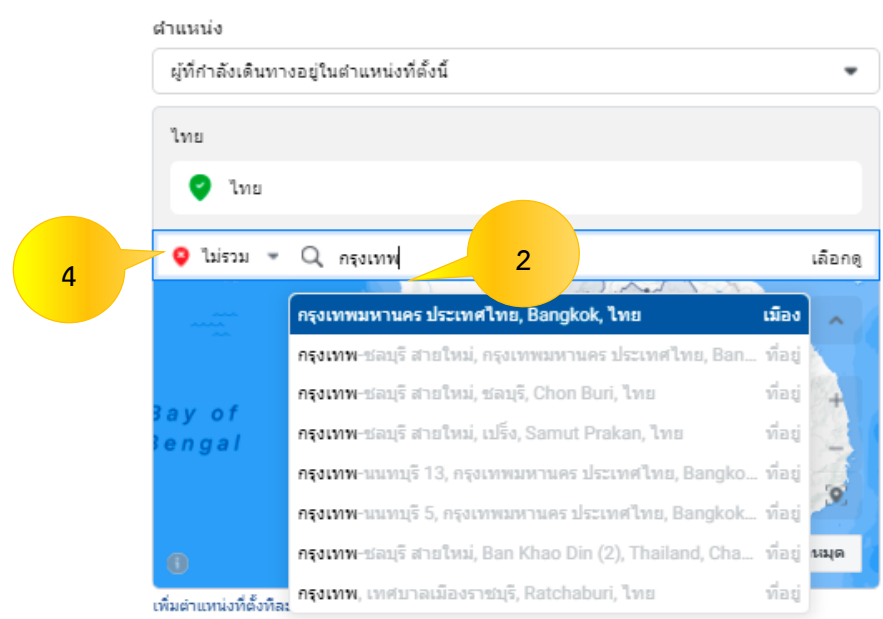 ตำแหน่ง
ผู้ที่กำลังเดินทางอยู่ในตำแหน่งที่ตั้งนี้
ไทย
ไทย
4
ไม่รวม
กรุงเทพ
2
เลือกดู
กรุงเทพมหานคร ประเทศไทย, Bangkok, ไทย เมือง
กรุงเทพ-ชลบุรี สายใหม่, กรุงเทพมหานคร ประเทศไทย, Ban... ที่อยู่
กรุงเทพ-ชลบุรี สายใหม่, ชลบุรี, Chon Buri, ไทย ที่อยู่
Bay of
Bengal
กรุงเทพ-ชลบุรี สายใหม่, เปร็ง, Samut Prakan, ไทย ที่อยู่
กรุงเทพ-นนทบุรี 13, กรุงเทพมหานคร ประเทศไทย, Bangko... ที่อยู่
กรุงเทพ-นนทบุรี 5, กรุงเทพมหานคร ประเทศไทย, Bangkok... ที่อยู่
กรุงเทพ-ชลบุรี สายใหม่, Ban Khao Din (2), Thailand, Cha... ที่อยู่
กรุงเทพ, เทศบาลเมืองราชบุรี, Ratchaburi, ไทย ที่อยู่
เพิ่มตำแหน่งที่ตั้งทีละ